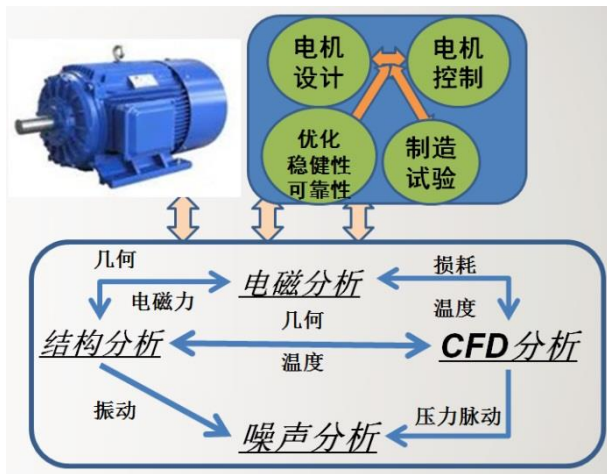 电机
设计
电机
控制
优化
稳健性
可靠性
制造
试验
几何
电磁分析
损耗
电磁力
温度
几何
结构分析
CFD分析
温度
振动
压力脉动
噪声分析